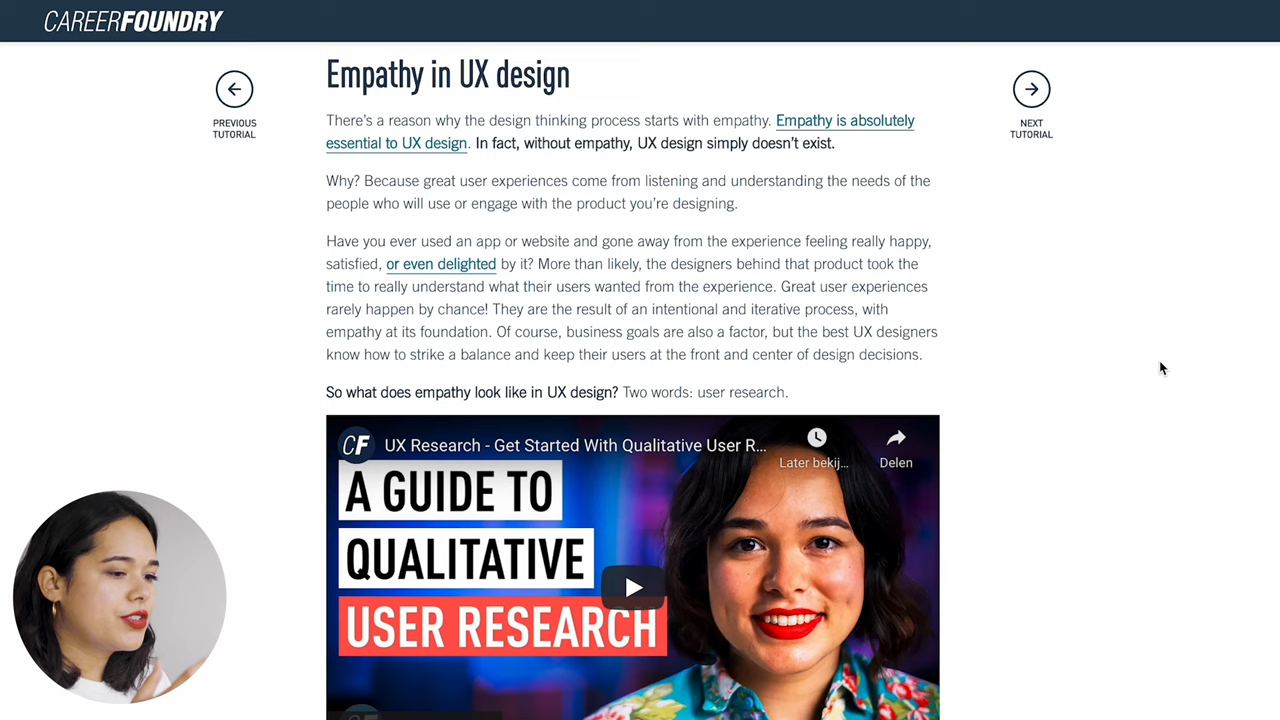 CAREERFOUNDRY
PREVIOUS
TUTORIAL
NEXT
TUTORIAL
Empathy in UX design
There's a reason why the design thinking process starts with empathy. Empathy is absolutely
essential to UX design. In fact, without empathy, UX design simply doesn't exist.
Why? Because great user experiences come from listening and understanding the needs of the
people who will use or engage with the product you're designing.
Have you ever used an app or website and gone away from the experience feeling really happy,
satisfied, or even delighted by it? More than likely, the designers behind that product took the
time to really understand what their users wanted from the experience. Great user experiences
rarely happen by chance! They are the result of an intentional and iterative process, with
empathy at its foundation. Of course, business goals are also a factor, but the best UX designers
know how to strike a balance and keep their users at the front and center of design decisions.
So what does empathy look like in UX design? Two words: user research.
CF
UX Research - Get Started With Qualitative User R...
Later bekij...
Delen
A GUIDE TO
QUALITATIVE
USER RESEARCH
CF